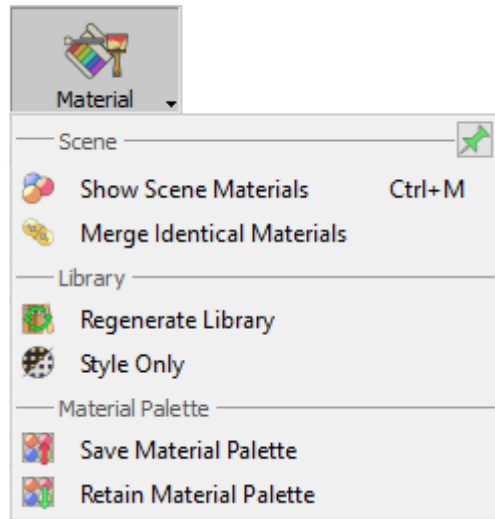 Material
Scene
Show Scene Materials Ctrl+M
Merge Identical Materials
Library
Regenerate Library
Style Only
Material Palette
Save Material Palette
Retain Material Palette